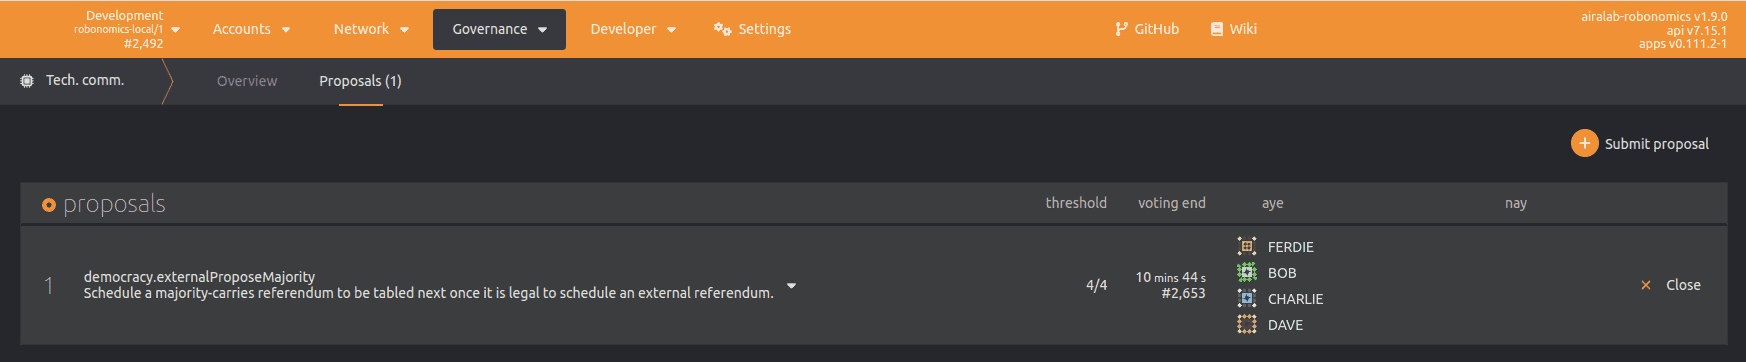 Development
robonomics-local/1
#2,492
Accounts
Network
Governance
Developer
Settings
GitHub
Wiki
airalab-robonomics v1.9.0
api v7.15.1
apps v0.111.2-1
Tech. comm.
Overview
Proposals (1)
Submit proposal
proposals
threshold
voting end
aye
nay
1
democracy.externalProposeMajority
Schedule a majority-carries referendum to be tabled next once it is legal to schedule an external referendum.
4/4
10 mins 44 s
#2,653
FERDIE
BOB
CHARLIE
DAVE
Close